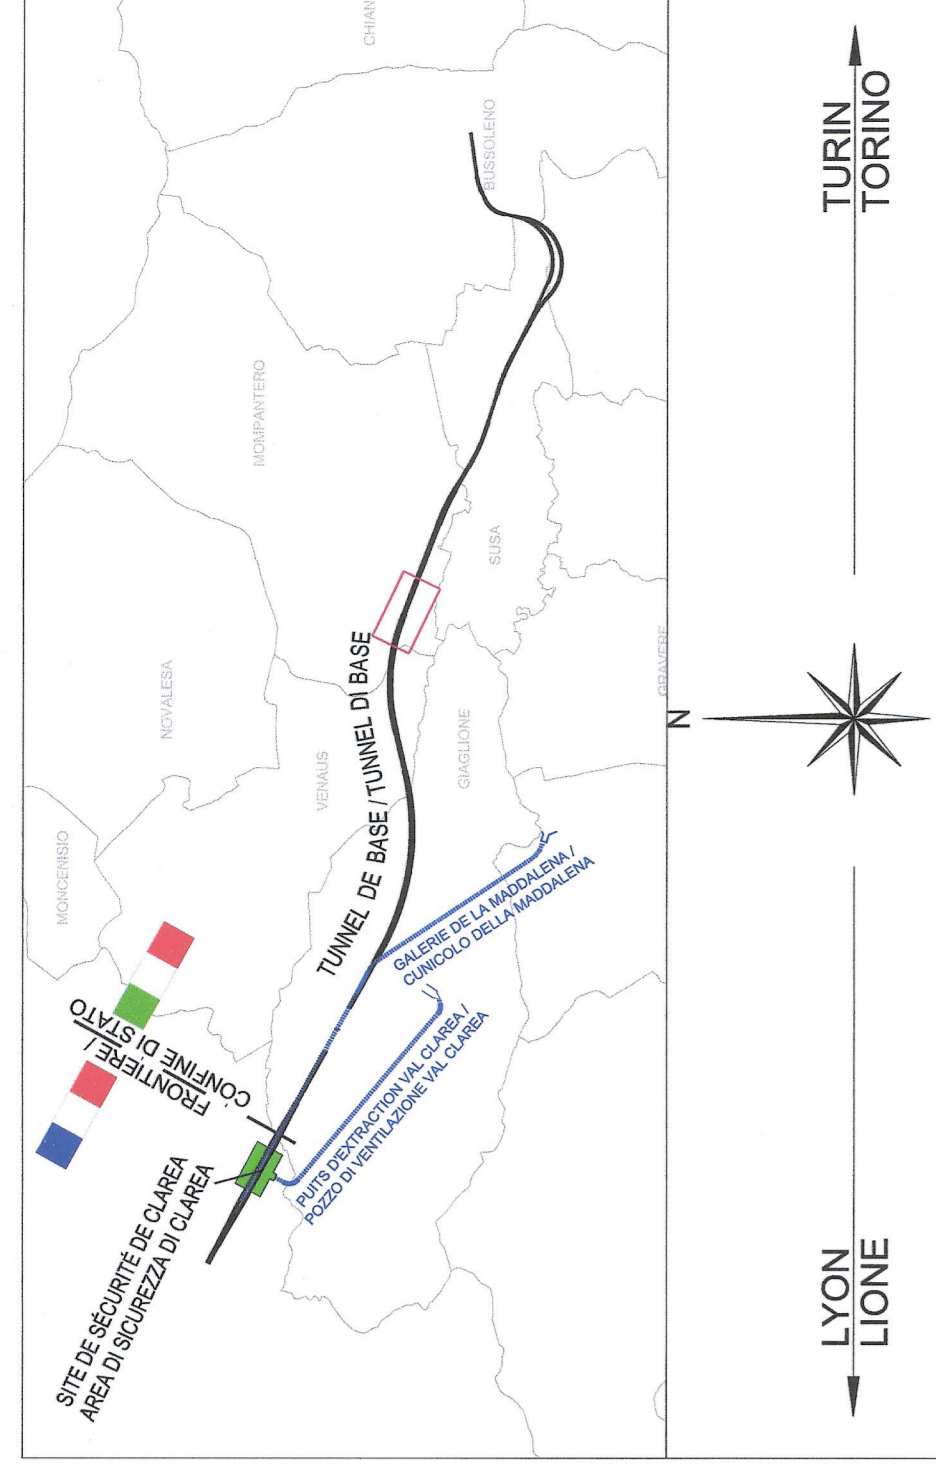 CHIAN
BUSSOLENO
MOMPANTERO
NOVALESA
MONCENISIO
VENAUS
SUSA
GIAGLIONE
GRAVERE
TUNNEL DE BASE / TUNNEL DI BASE
FRONTIERE /
CONFINE DI STATO
SITE DE SÉCURITÉ DE CLAREA
AREA DI SICUREZZA DI CLAREA
GALERIE DE LA MADDALENA /
CUNICOLO DELLA MADDALENA
PUITS D'EXTRACTION VAL CLAREA /
POZZO DI VENTILAZIONE VAL CLAREA
LYON
LIONE
N
TURIN
TORINO